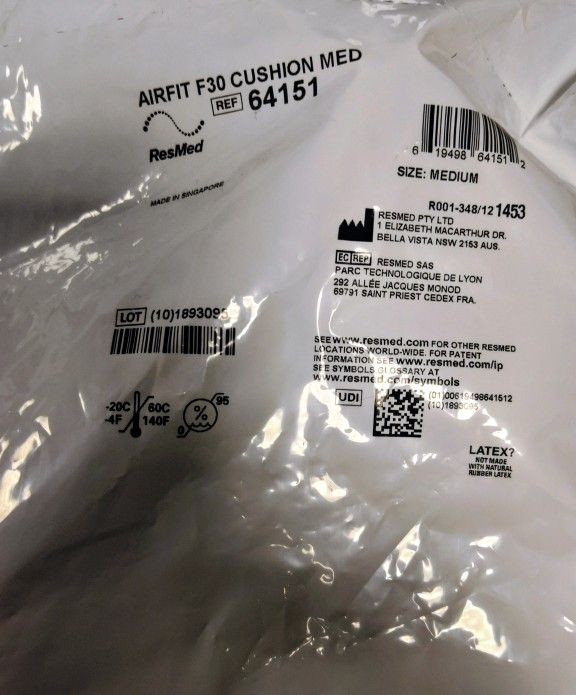 AIRFIT F30 CUSHION MED
REF 64151
ResMed
MADE IN SINGAPORE
6 19498 64151 2
SIZE: MEDIUM
R001-348/12 1453
RESMED PTY LTD
1 ELIZABETH MACARTHUR DR.
BELLA VISTA NSW 2153 AUS.
EC REP RESMED SAS
PARC TECHNOLOGIQUE DE LYON
292 ALLÉE JACQUES MONOD
69791 SAINT PRIEST CEDEX FRA.
LOT (10)1893095
SEE www.resmed.com FOR OTHER RESMED
LOCATIONS WORLD-WIDE. FOR PATENT
INFORMATION SEE www.resmed.com/ip
SEE SYMBOLS GLOSSARY AT
www.resmed.com/symbols
UDI (01)00619498641512
(10)1893095
-20C 60C
-4F 140F
0 % 95
LATEX?
NOT MADE
WITH NATURAL
RUBBER LATEX